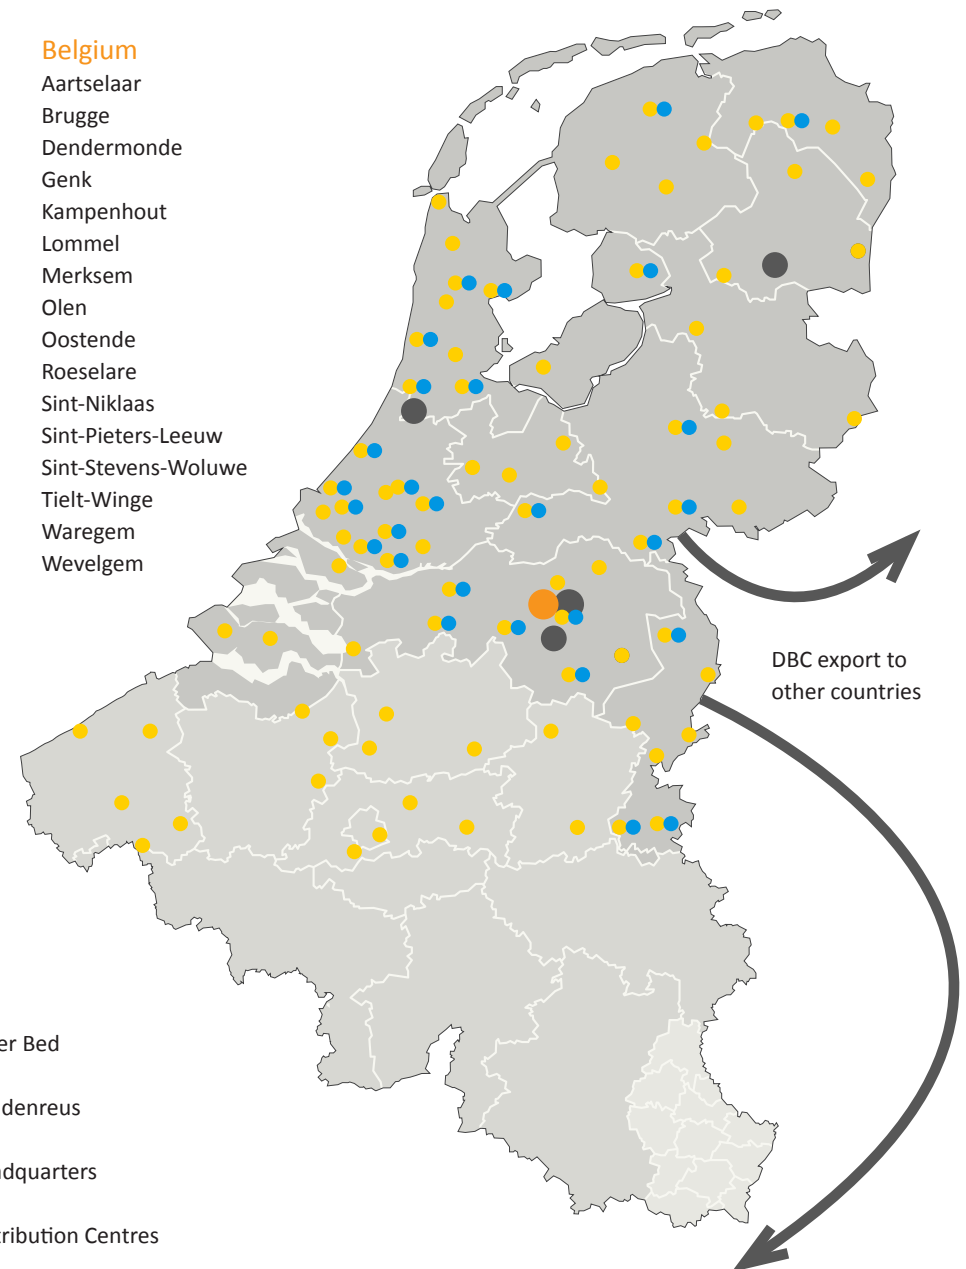 Belgium
Aartselaar
Brugge
Dendermonde
Genk
Kampenhout
Lommel
Merksem
Olen
Oostende
Roeselare
Sint-Niklaas
Sint-Pieters-Leeuw
Sint-Stevens-Woluwe
Tielt-Winge
Waregem
Wevelgem
DBC export to
other countries
er Bed
denreus
dquarters
tribution Centres